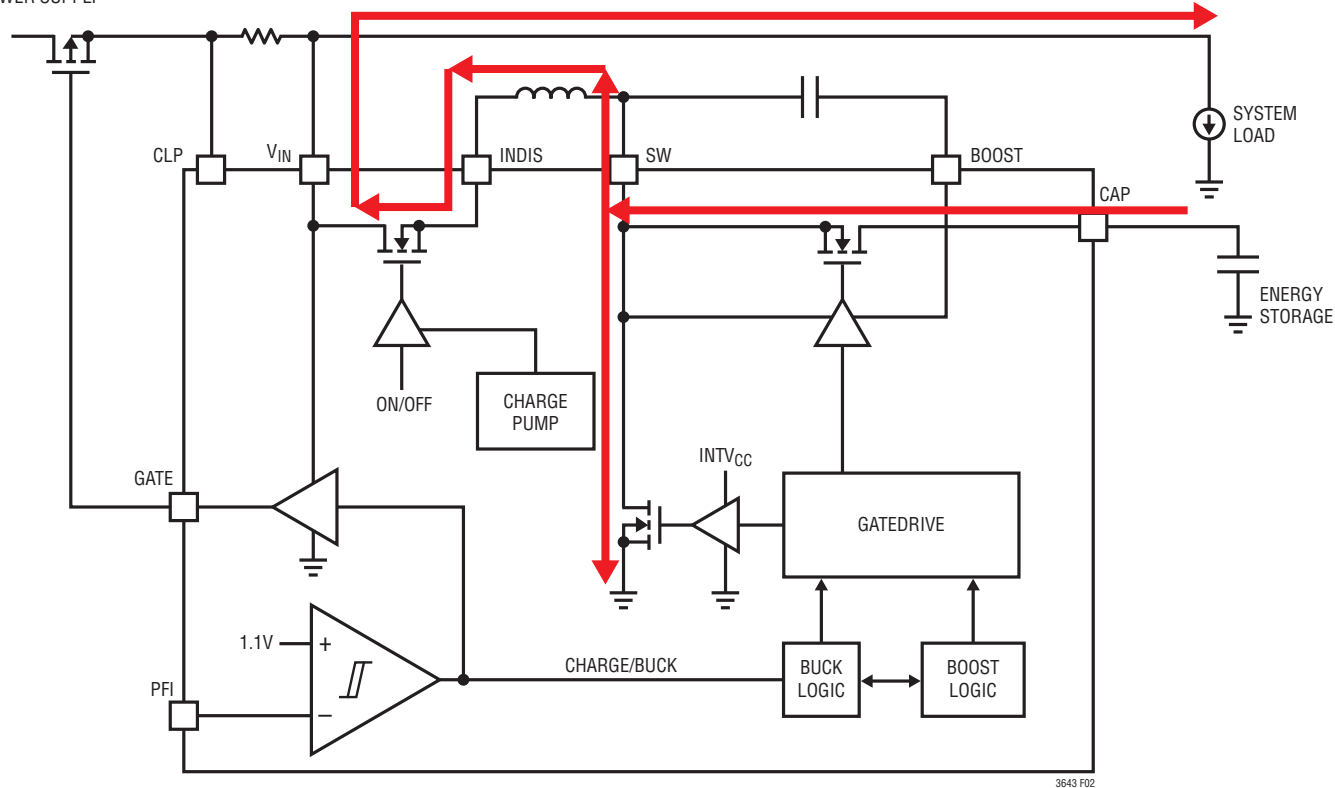 SYSTEM
LOAD
CLP
VIN
INDIS
SW
BOOST
CAP
ENERGY
STORAGE
ON/OFF
CHARGE
PUMP
INTVCC
GATE
GATEDRIVE
1.1V
+
CHARGE/BUCK
BUCK
LOGIC
BOOST
LOGIC
PFI
–
3643 F02